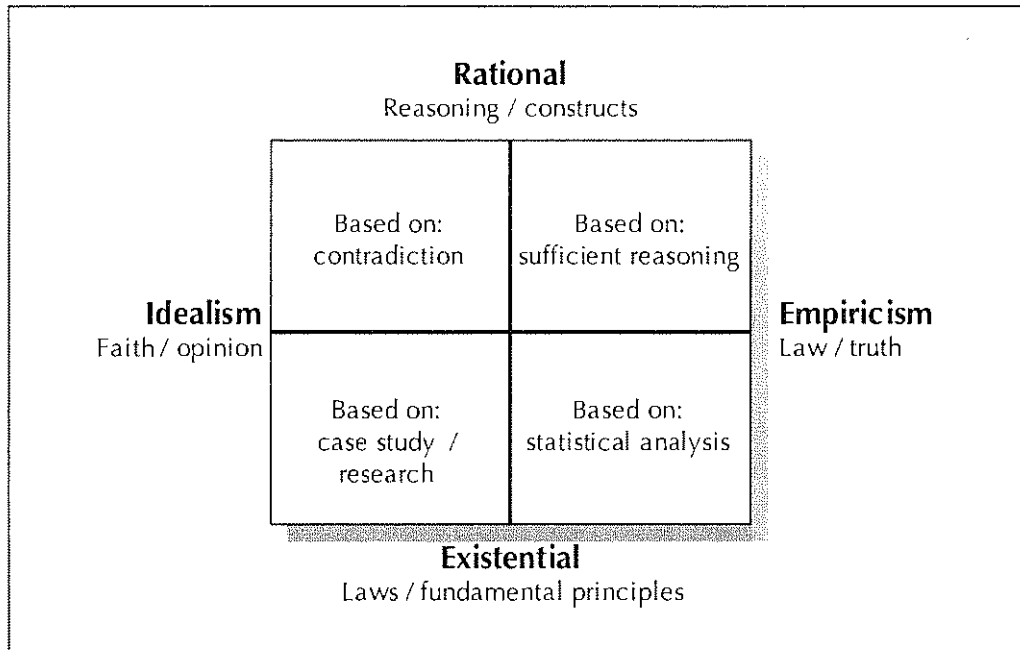 Rational
Reasoning / constructs
Based on:
contradiction
Based on:
sufficient reasoning
Idealism
Faith / opinion
Empiricism
Law / truth
Based on:
case study /
research
Based on:
statistical analysis
Existential
Laws / fundamental principles